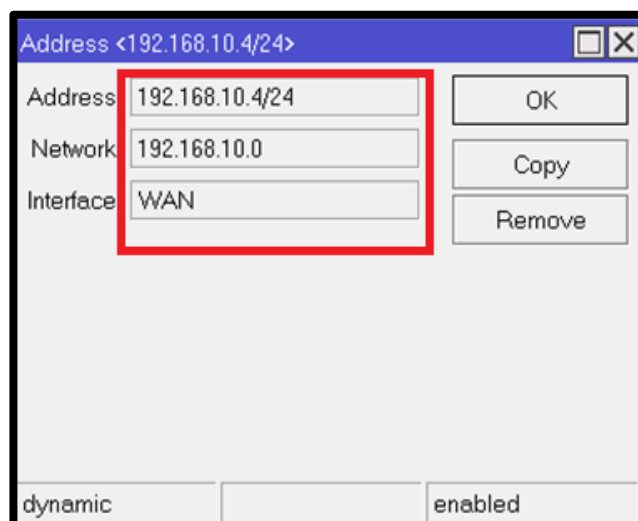 Address <192.168.10.4/24>
Address 192.168.10.4/24 OK
Network 192.168.10.0 Copy
Interface WAN Remove
dynamic enabled